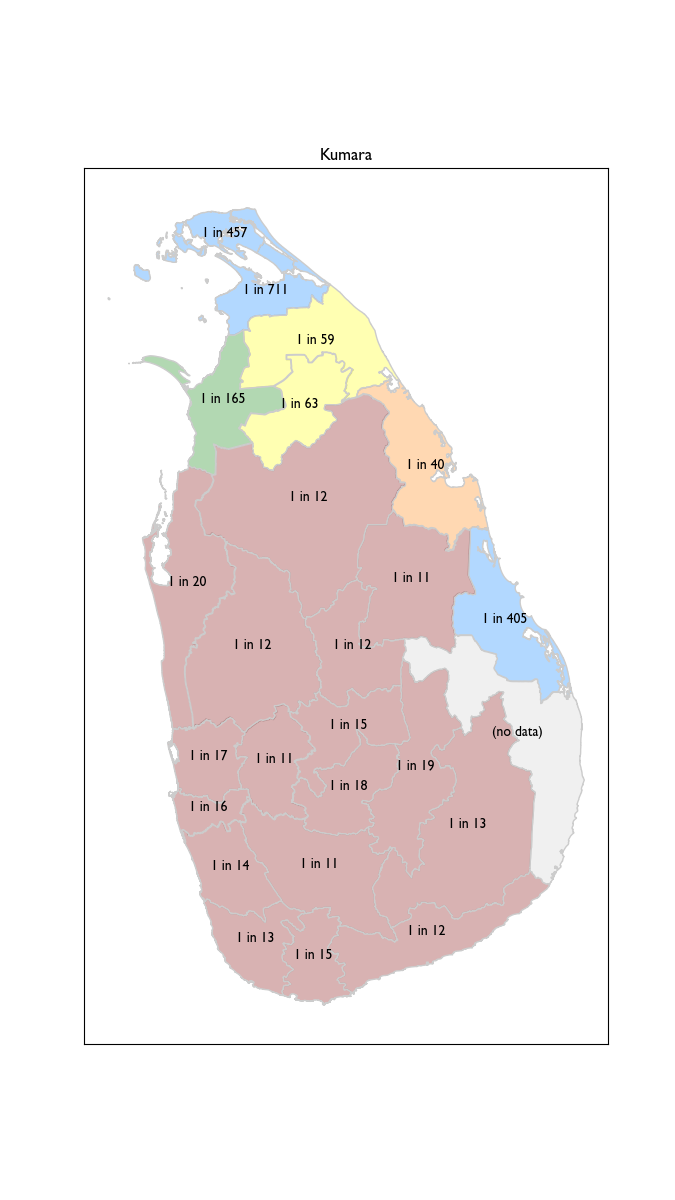 Kumara
1 in 457
1 in 711
1 in 59
1 in 165
1 in 63
1 in 40
1 in 12
1 in 11
1 in 20
1 in 405
1 in 12
1 in 12
1 in 15
(no data)
1 in 17
1 in 11
1 in 19
1 in 18
1 in 16
1 in 13
1 in 14
1 in 11
1 in 12
1 in 13
1 in 15